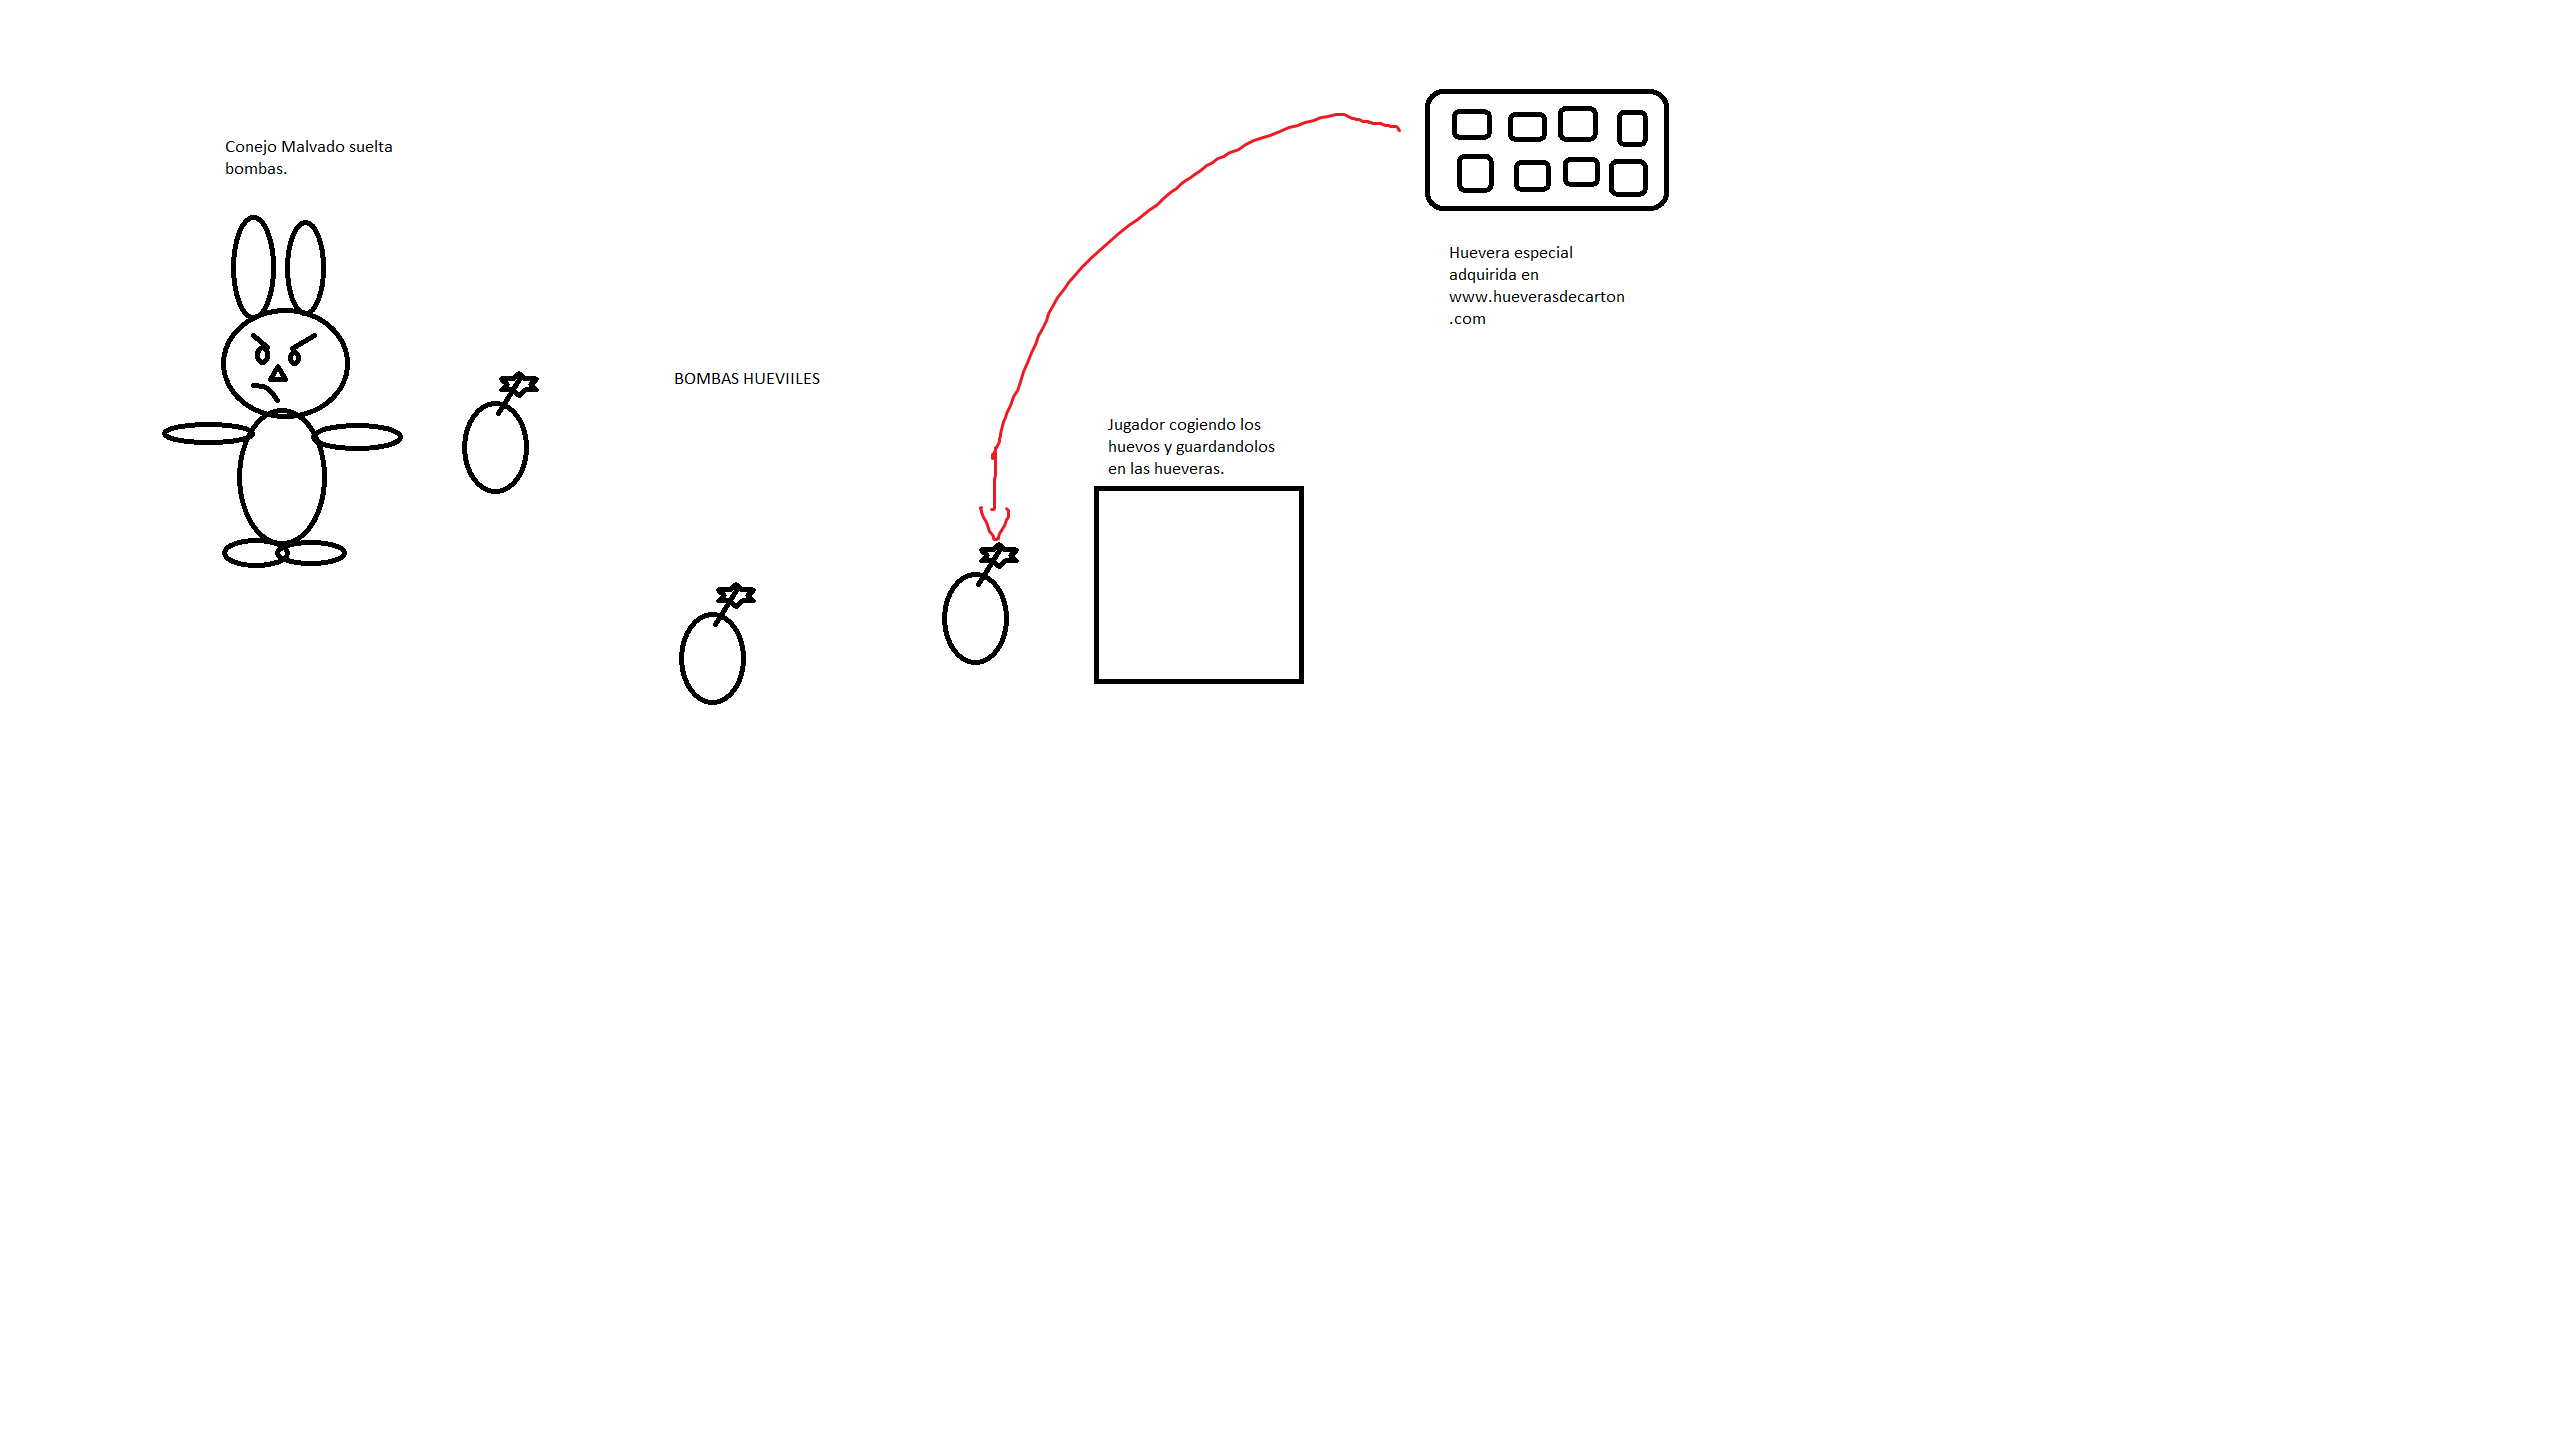 Conejo Malvado suelta
bombas.
BOMBAS HUEVIILES
Jugador cogiendo los
huevos y guardandolos
en las hueveras.
Huevera especial
adquirida en
www.hueverasdecarton
.com